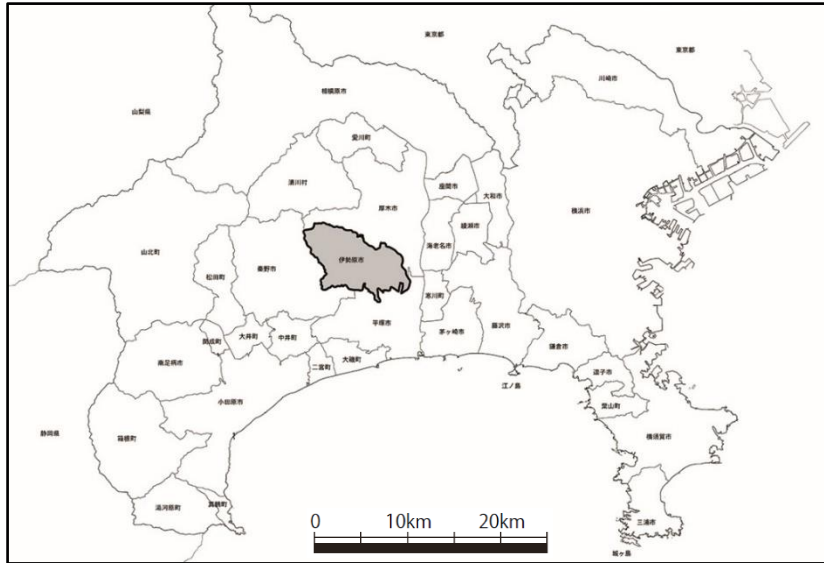 東京都
東京都
川崎市
相模原市
山梨県
愛川町
清川村
座間市
大和市
厚木市
綾瀬市
横浜市
海老名市
山北町
秦野市
伊勢原市
松田町
寒川町
平塚市
茅ヶ崎市
藤沢市
大井町
中井町
開成町
鎌倉市
大磯町
南足柄市
二宮町
逗子市
江ノ島
小田原市
葉山町
静岡県
箱根町
横須賀市
真鶴町
湯河原町
三浦市
城ヶ島
0 10km 20km